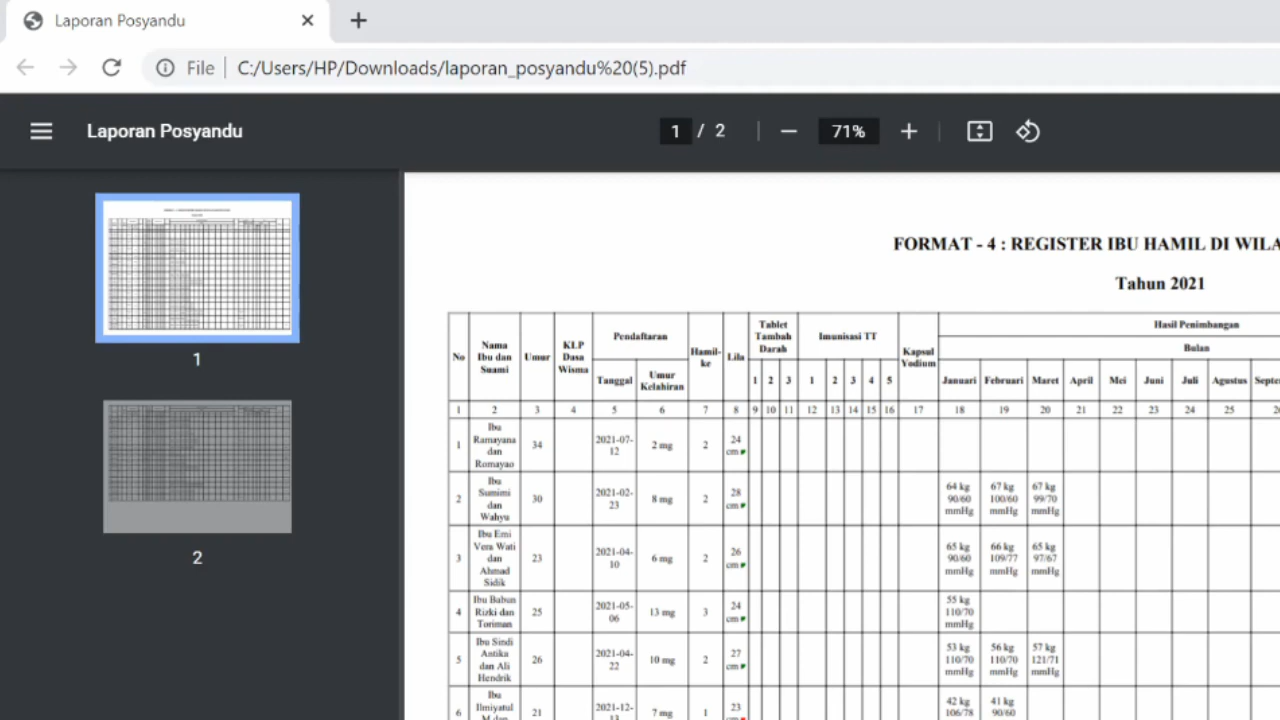 Laporan Posyandu
File C:/Users/HP/Downloads/laporan_posyandu%20(5).pdf
Laporan Posyandu
1 / 2
71%
1
2
FORMAT - 4 : REGISTER IBU HAMIL DI WILA
Tahun 2021
No
Nama
Ibu dan
Suami
Umur
KLP
Dasa
Wisma
Pendaftaran
Tanggal
Umur
Kelahiran
Hamil-
ke
Lila
Tablet
Tambah
Darah
1 2 3
Imunisasi TT
1 2 3 4 5
Kapsul
Yodium
Hasil Penimbangan
Bulan
Januari Februari Maret April Mei Juni Juli Agustus Septe
1 2 3 4 5 6 7 8 9 10 11 12 13 14 15 16 17 18 19 20 21 22 23 24 25
1
Ibu
Ramayana
dan
Romayao
34
2021-07-
12
2 mg
2
24
cm
2
Ibu
Sumimi
dan
Wahyu
30
2021-02-
23
8 mg
2
28
cm
64 kg
90/60
mmHg
67 kg
100/60
mmHg
67 kg
99/70
mmHg
3
Ibu Emi
Vera Wati
dan
Ahmad
Sidik
23
2021-04-
10
6 mg
2
26
cm
65 kg
90/60
mmHg
66 kg
109/77
mmHg
65 kg
97/67
mmHg
4
Ibu Babun
Rizki dan
Toriman
25
2021-05-
06
13 mg
3
24
cm
55 kg
110/70
mmHg
5
Ibu Sindi
Antika
dan Ali
Hendrik
26
2021-04-
22
10 mg
2
27
cm
53 kg
110/70
mmHg
56 kg
110/70
mmHg
57 kg
121/71
mmHg
6
Ibu
Ilmiyatul
M dan
21
2021-12-
13
7 mg
1
23
cm
42 kg
106/78
41 kg
90/60